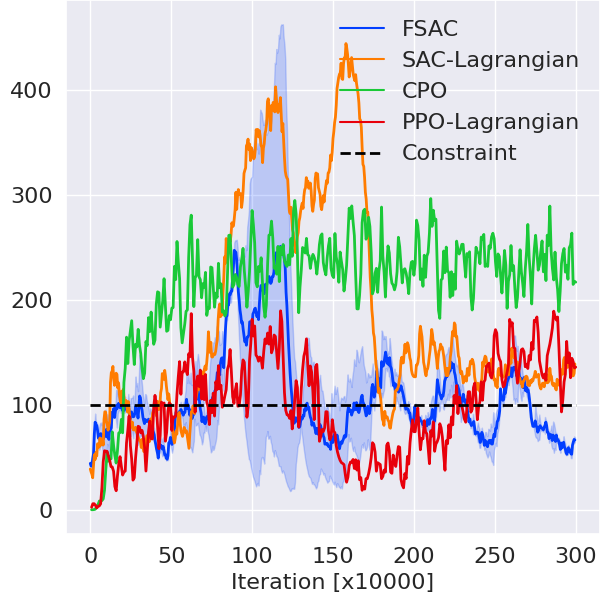 FSAC
SAC-Lagrangian
CPO
PPO-Lagrangian
Constraint
400
300
200
100
0
0 50 100 150 200 250 300
Iteration [x10000]